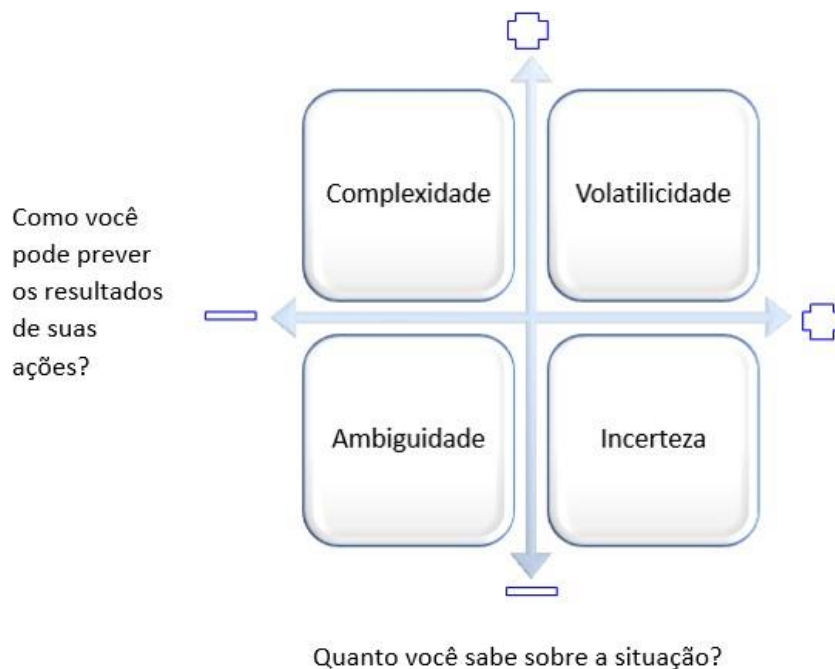 Complexidade
Volatilicidade
Como você
pode prever
os resultados
de suas
ações?
Ambiguidade
Incerteza
Quanto você sabe sobre a situação?